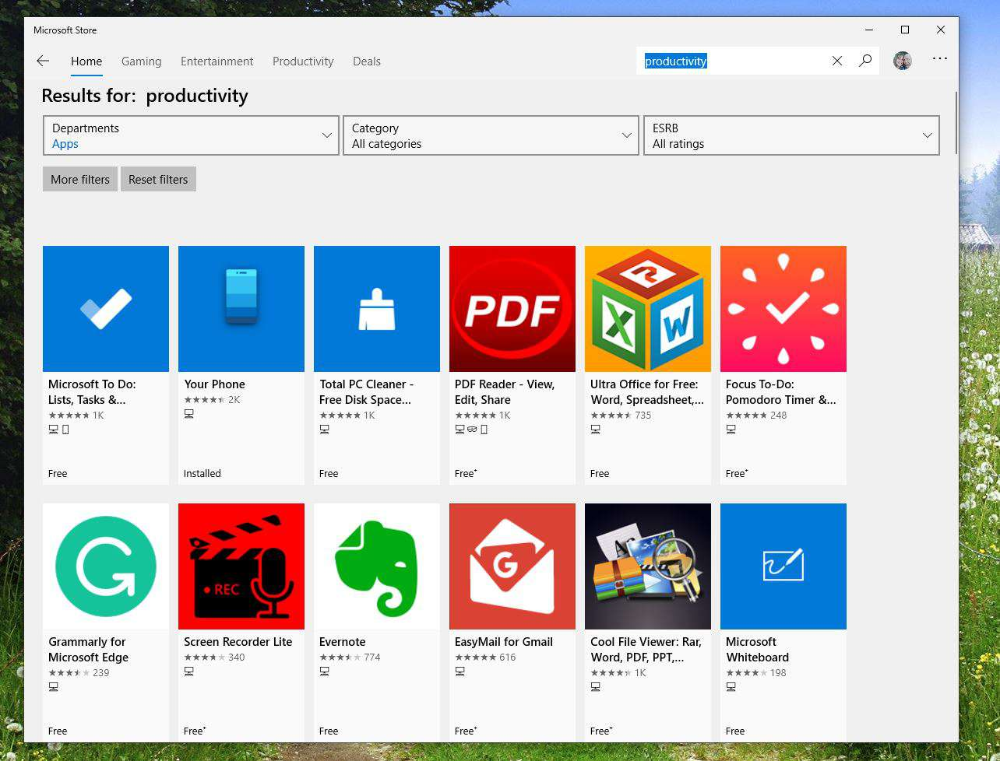 Microsoft Store
Home Gaming Entertainment Productivity Deals productivity
Results for: productivity
Departments
Apps
Category
All categories
ESRB
All ratings
More filters Reset filters
PDF
X W
Microsoft To Do:
Lists, Tasks &...
1K
Free
Your Phone
2K
Installed
Total PC Cleaner -
Free Disk Space...
1K
Free
PDF Reader - View,
Edit, Share
1K
Free+
Ultra Office for Free:
Word, Spreadsheet,...
735
Free
Focus To-Do:
Pomodoro Timer &...
248
Free+
G
REC
G
A
Grammarly for
Microsoft Edge
239
Free
Screen Recorder Lite
340
Free+
Evernote
774
Free
EasyMail for Gmail
616
Free+
Cool File Viewer: Rar,
Word, PDF, PPT,...
1K
Free+
Microsoft
Whiteboard
198
Free